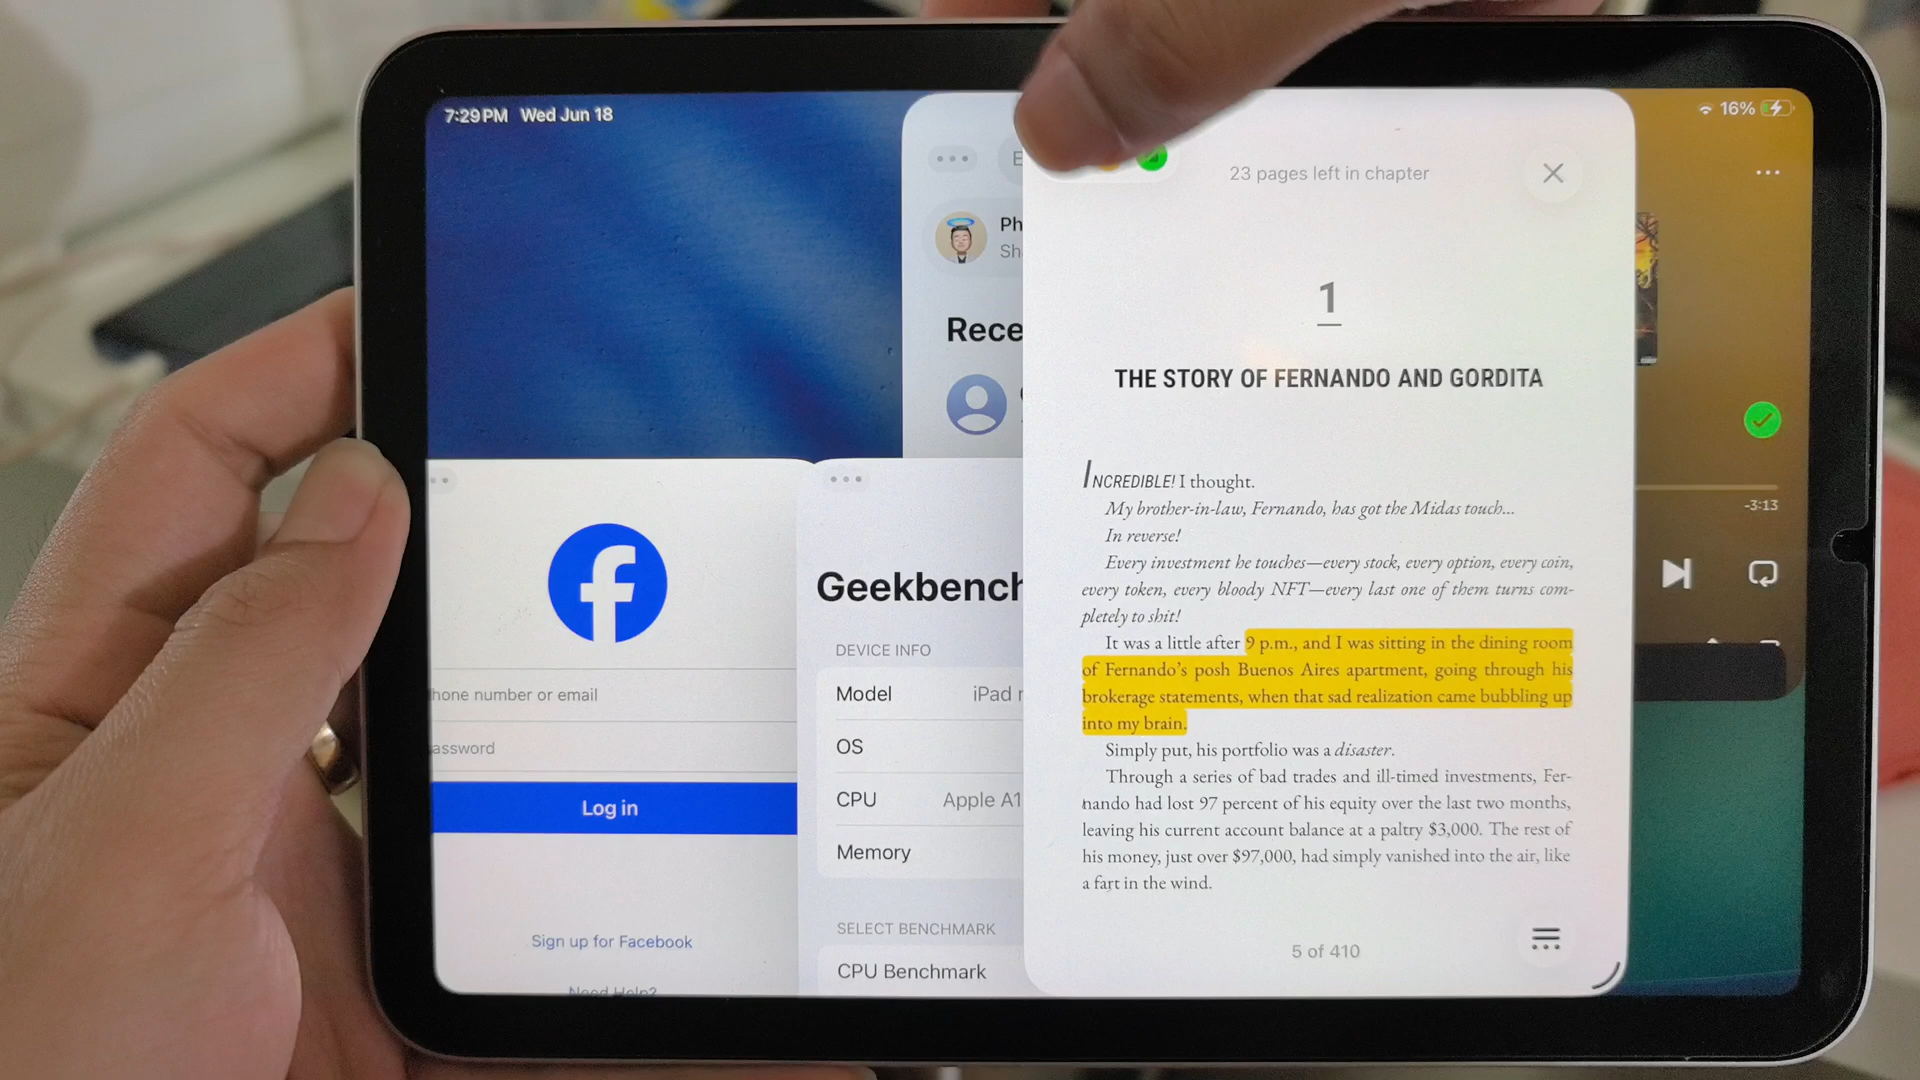 7:29 PM Wed Jun 18
16%
E
Ph
Sh
Rece
23 pages left in chapter
1
THE STORY OF FERNANDO AND GORDITA
INCREDIBLE! I thought.
My brother-in-law, Fernando, has got the Midas touch...
In reverse!
Every investment he touches—every stock, every option, every coin,
every token, every bloody NFT—every last one of them turns com-
pletely to shit!
It was a little after 9 p.m., and I was sitting in the dining room
of Fernando's posh Buenos Aires apartment, going through his
brokerage statements, when that sad realization came bubbling up
into my brain.
Simply put, his portfolio was a disaster.
Through a series of bad trades and ill-timed investments, Fer-
nando had lost 97 percent of his equity over the last two months,
leaving his current account balance at a paltry $3,000. The rest of
his money, just over $97,000, had simply vanished into the air, like
a fart in the wind.
5 of 410
-3:13
f
hone number or email
assword
Log in
Sign up for Facebook
Need Help?
Geekbench
DEVICE INFO
Model iPad m
OS
CPU Apple A1
Memory
SELECT BENCHMARK
CPU Benchmark